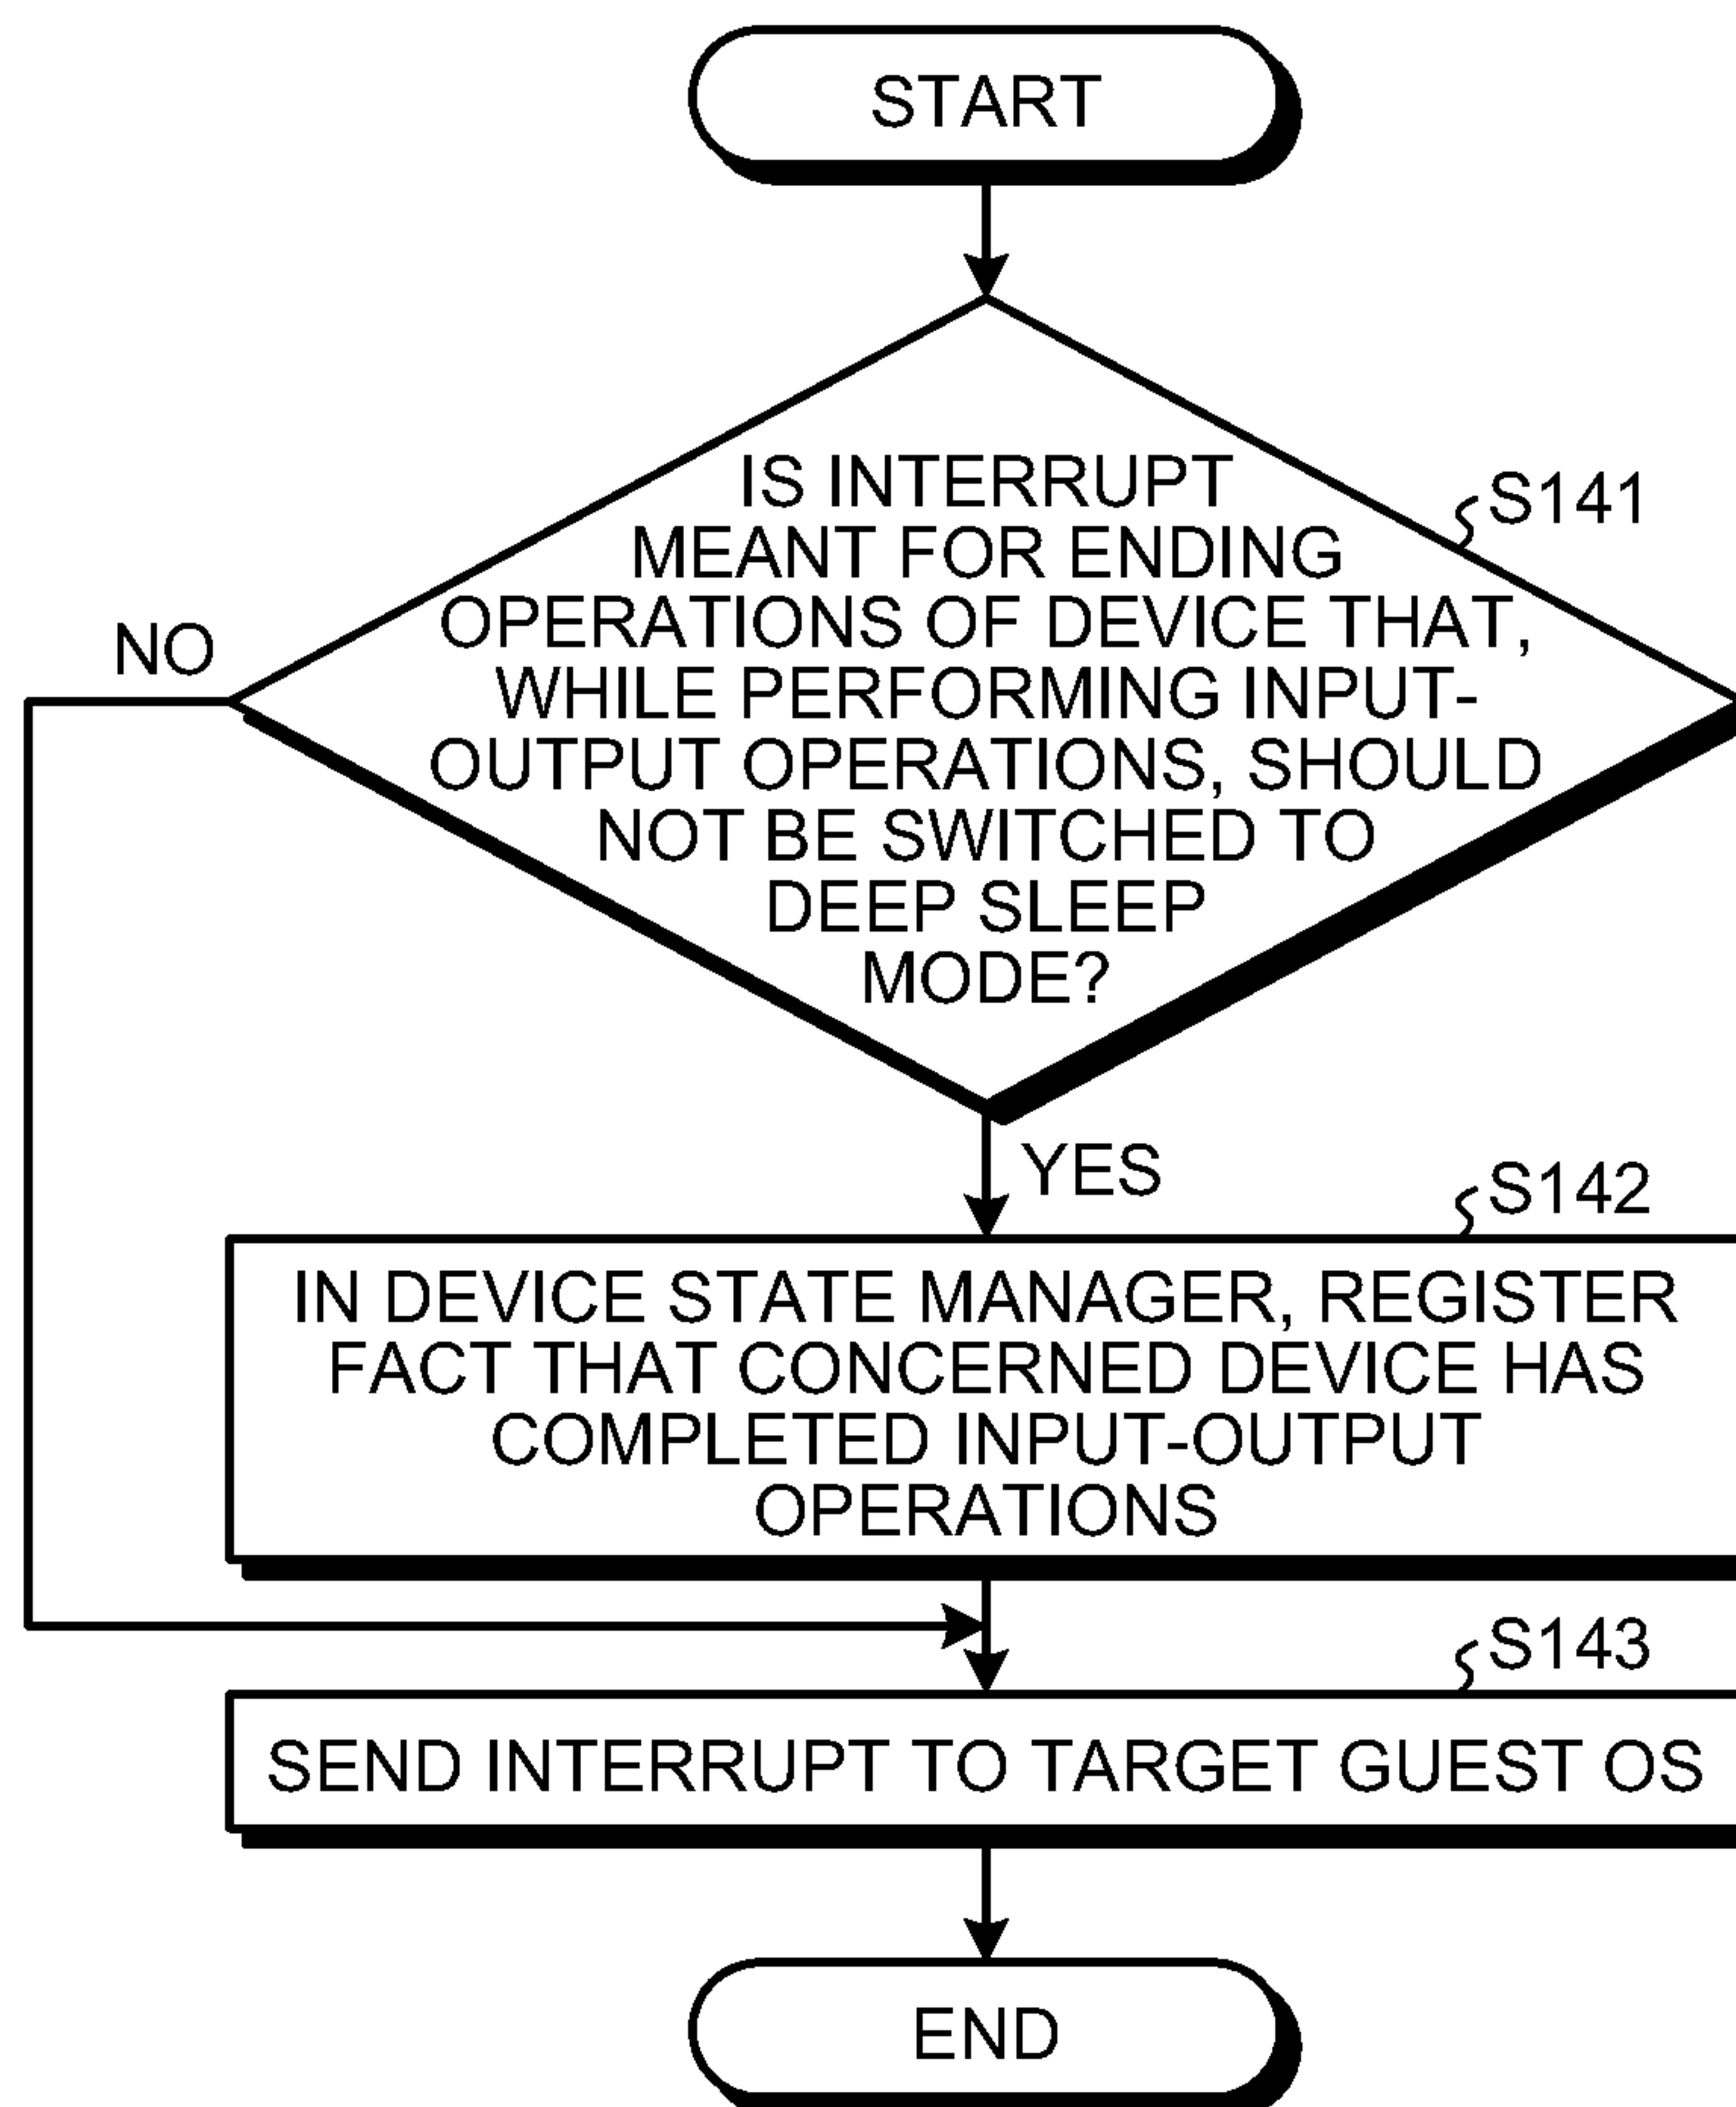 START
IS INTERRUPT
MEANT FOR ENDING
S141
OPERATIONS OF DEVICE THAT,
NO
WHILE PERFORMING INPUT-
OUTPUT OPERATIONS, SHOULD
NOT BE SWITCHED TO
DEEP SLEEP
MODE?
YES
S142
IN DEVICE STATE MANAGER, REGISTER
FACT THAT CONCERNED DEVICE HAS
COMPLETED INPUT-OUTPUT
OPERATIONS
S143
SEND INTERRUPT TO TARGET GUEST OS
END